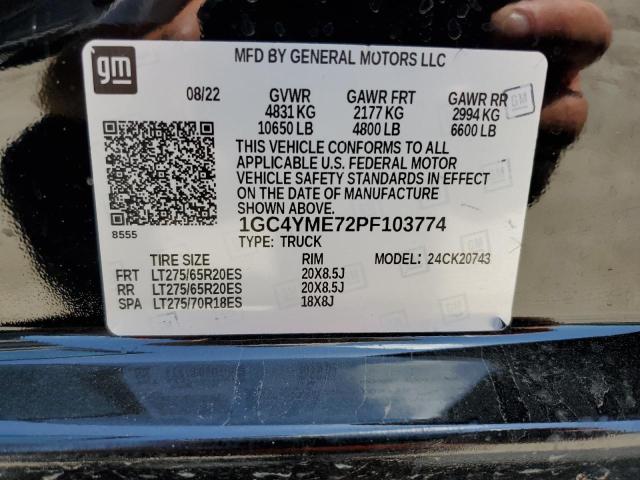 gm
MFD BY GENERAL MOTORS LLC
08/22 GVWR GAWR FRT GAWR RR
4831 KG 2177 KG 2994 KG
10650 LB 4800 LB 6600 LB
GM
THIS VEHICLE CONFORMS TO ALL
APPLICABLE U.S. FEDERAL MOTOR
VEHICLE SAFETY STANDARDS IN EFFECT
ON THE DATE OF MANUFACTURE
SHOWN ABOVE.
8555
1GC4YME72PF103774
TYPE: TRUCK
TIRE SIZE RIM MODEL: 24CK20743
FRT LT275/65R20ES 20X8.5J
RR LT275/65R20ES 20X8.5J
SPA LT275/70R18ES 18X8J